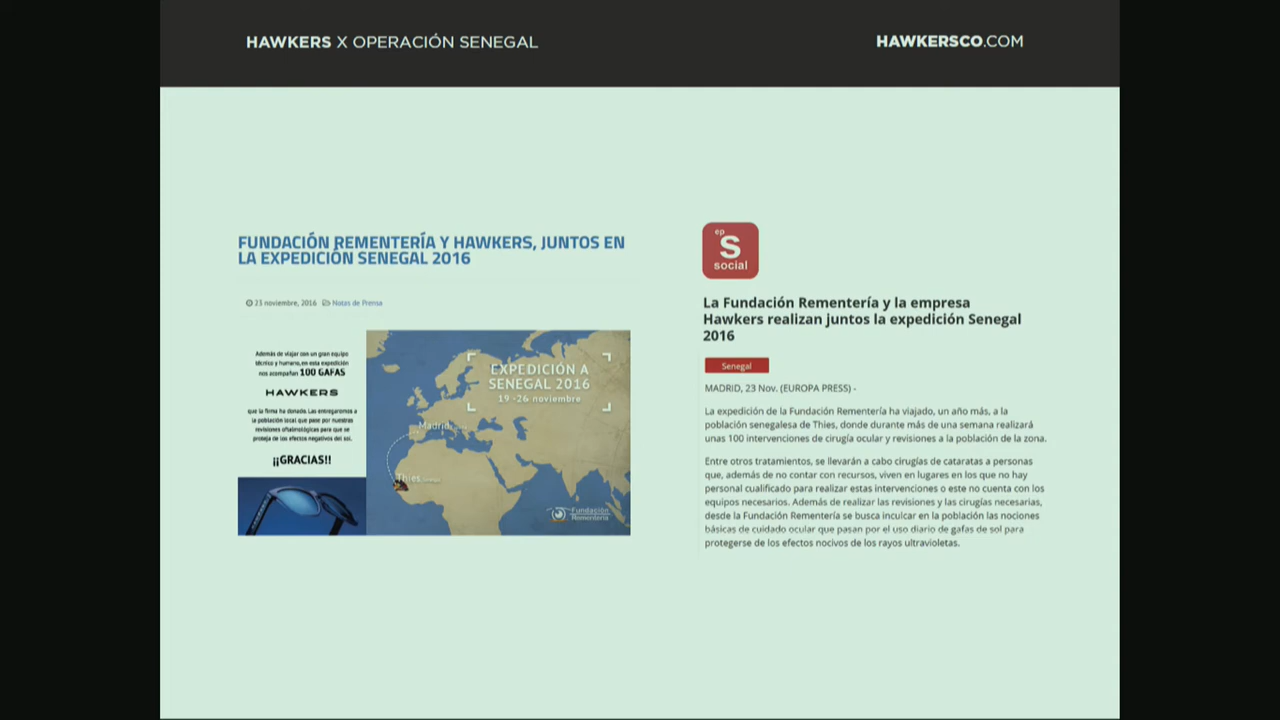 HAWKERS X OPERACIÓN SENEGAL
HAWKERSCO.COM
FUNDACIÓN REMENTERÍA Y HAWKERS, JUNTOS EN
LA EXPEDICIÓN SENEGAL 2016
23 noviembre, 2016 Notas de Prensa
Además de viajar con un gran equipo
técnico y humano, en esta expedición
nos acompañan 100 GAFAS
HAWKERS
que la firma ha donado. Las entregaremos a
la población local que pase por nuestras
revisiones oftalmológicas para que se
proteja de los efectos negativos del sol.
¡¡GRACIAS!!
EXPEDICIÓN A
SENEGAL 2016
19 -26 noviembre
Madrid
Thies
Fundación
Rementería
ep
S
social
La Fundación Rementería y la empresa
Hawkers realizan juntos la expedición Senegal
2016
Senegal
MADRID, 23 Nov. (EUROPA PRESS) -
La expedición de la Fundación Rementería ha viajado, un año más, a la
población senegalesa de Thies, donde durante más de una semana realizará
unas 100 intervenciones de cirugía ocular y revisiones a la población de la zona.
Entre otros tratamientos, se llevarán a cabo cirugías de cataratas a personas
que, además de no contar con recursos, viven en lugares en los que no hay
personal cualificado para realizar estas intervenciones o este no cuenta con los
equipos necesarios. Además de realizar las revisiones y las cirugías necesarias,
desde la Fundación Rementería se busca inculcar en la población las nociones
básicas de cuidado ocular que pasan por el uso diario de gafas de sol para
protegerse de los efectos nocivos de los rayos ultravioletas.